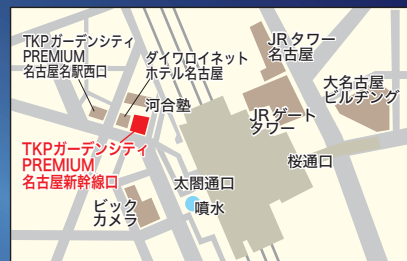 TKPガーデンシティ
PREMIUM
名古屋名駅西口
ダイワロイネット
ホテル名古屋
河合塾
TKPガーデンシティ
PREMIUM
名古屋新幹線口
JRタワー
名古屋
大名古屋
ビルヂング
JRゲート
タワー
桜通口
太閤通口
噴水
ビック
カメラ